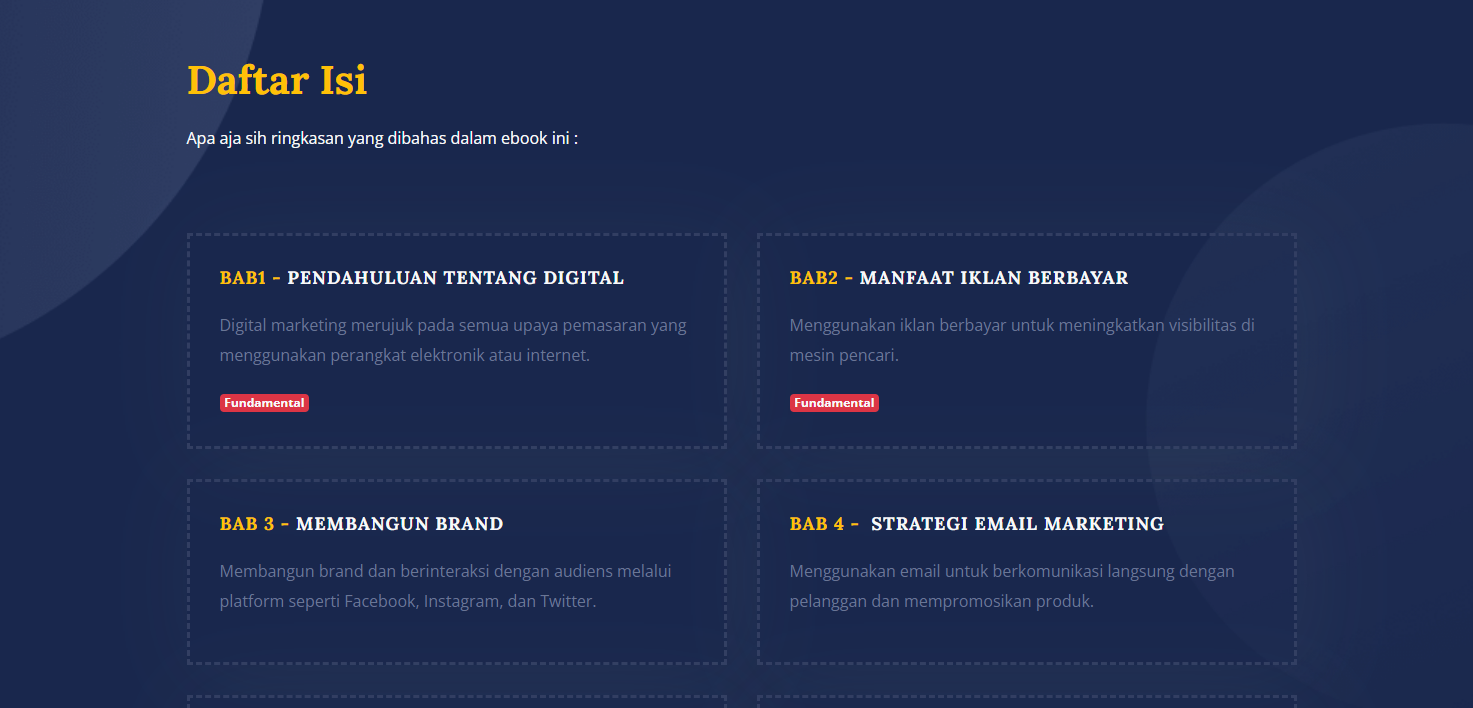 Daftar Isi
Apa aja sih ringkasan yang dibahas dalam ebook ini :
BAB1 - PENDAHULUAN TENTANG DIGITAL
Digital marketing merujuk pada semua upaya pemasaran yang
menggunakan perangkat elektronik atau internet.
Fundamental
BAB2 - MANFAAT IKLAN BERBAYAR
Menggunakan iklan berbayar untuk meningkatkan visibilitas di
mesin pencari.
Fundamental
BAB 3 - MEMBANGUN BRAND
Membangun brand dan berinteraksi dengan audiens melalui
platform seperti Facebook, Instagram, dan Twitter.
BAB 4 - STRATEGI EMAIL MARKETING
Menggunakan email untuk berkomunikasi langsung dengan
pelanggan dan mempromosikan produk.